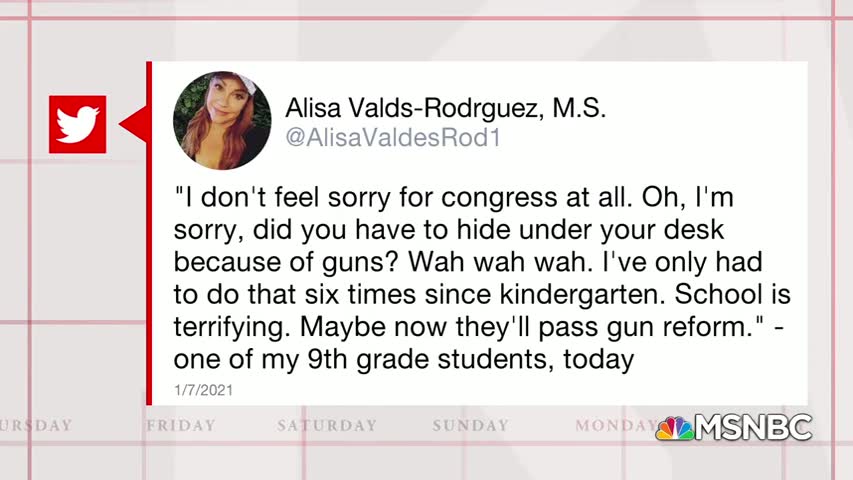 Alisa Valds-Rodrguez, M.S.
@AlisaValdesRod1
"I don't feel sorry for congress at all. Oh, I'm
sorry, did you have to hide under your desk
because of guns? Wah wah wah. I've only had
to do that six times since kindergarten. School is
terrifying. Maybe now they'll pass gun reform." -
one of my 9th grade students, today
1/7/2021
URSDAY FRIDAY SATURDAY SUNDAY MONDAY
MSNBC